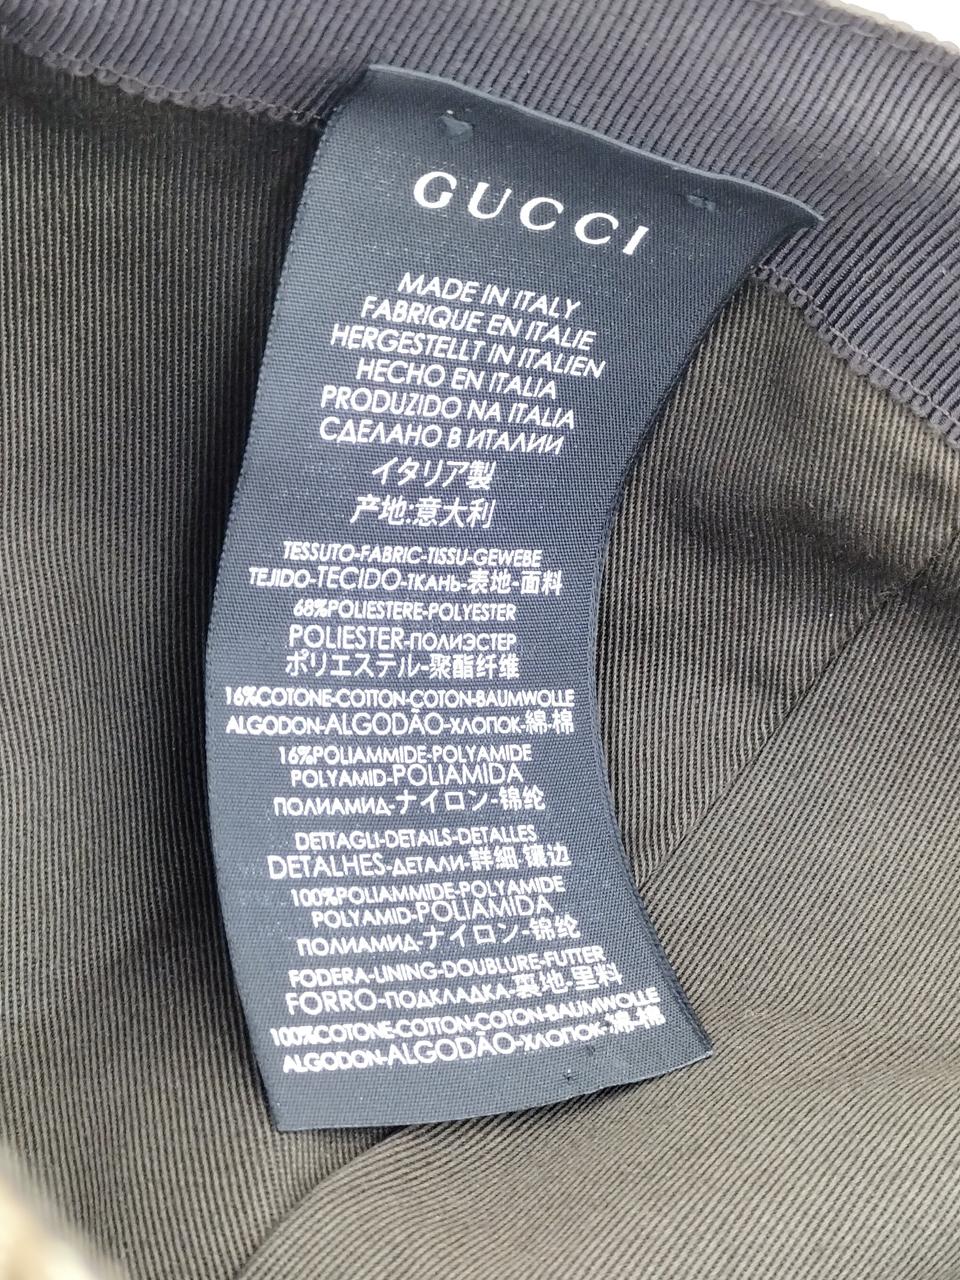 GUCCI
MADE IN ITALY
FABRIQUE EN ITALIE
HERGESTELLT IN ITALIEN
HECHO EN ITALIA
PRODUZIDO NA ITALIA
СДЕЛАНО В ИТАЛИИ
イタリア製
产地:意大利
TESSUTO-FABRIC-TISSU-GEWEBE
TEJIDO-TECIDO-ТКАНЬ-表地-面料
68%POLIESTERE-POLYESTER
POLIESTER-ПОЛИЭСТЕР
ポリエステル-聚酯纤维
16%COTONE-COTTON-COTON-BAUMWOLLE
ALGODON-ALGODÃO-ХЛОПОК-綿-棉
16%POLIAMMIDE-POLYAMIDE
POLYAMID-POLIAMIDA
ПОЛИАМИД-ナイロン-锦纶
DETTAGLI-DETAILS-DETALLES
DETALHES-ДЕТАЛИ-詳細-镶边
100%POLIAMMIDE-POLYAMIDE
POLYAMID-POLIAMIDA
ПОЛИАМИД-ナイロン-锦纶
FODERA-LINING-DOUBLURE-FUTTER
FORRO-ПОДКЛАДКА-裏地-里料
100%COTONE-COTTON-COTON-BAUMWOLLE
ALGODON-ALGODÃO-ХЛОПОК-綿-棉